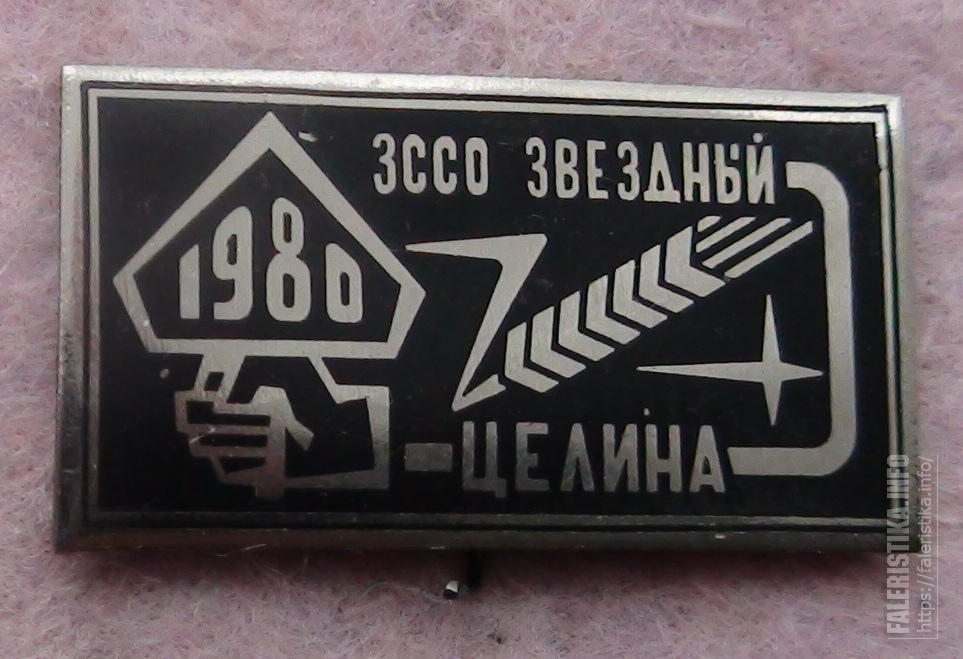 ЗССО ЗВЕЗДНЫЙ
1980
-ЦЕЛИНА
FALERISTIKA.INFO
https://faleristika.info/